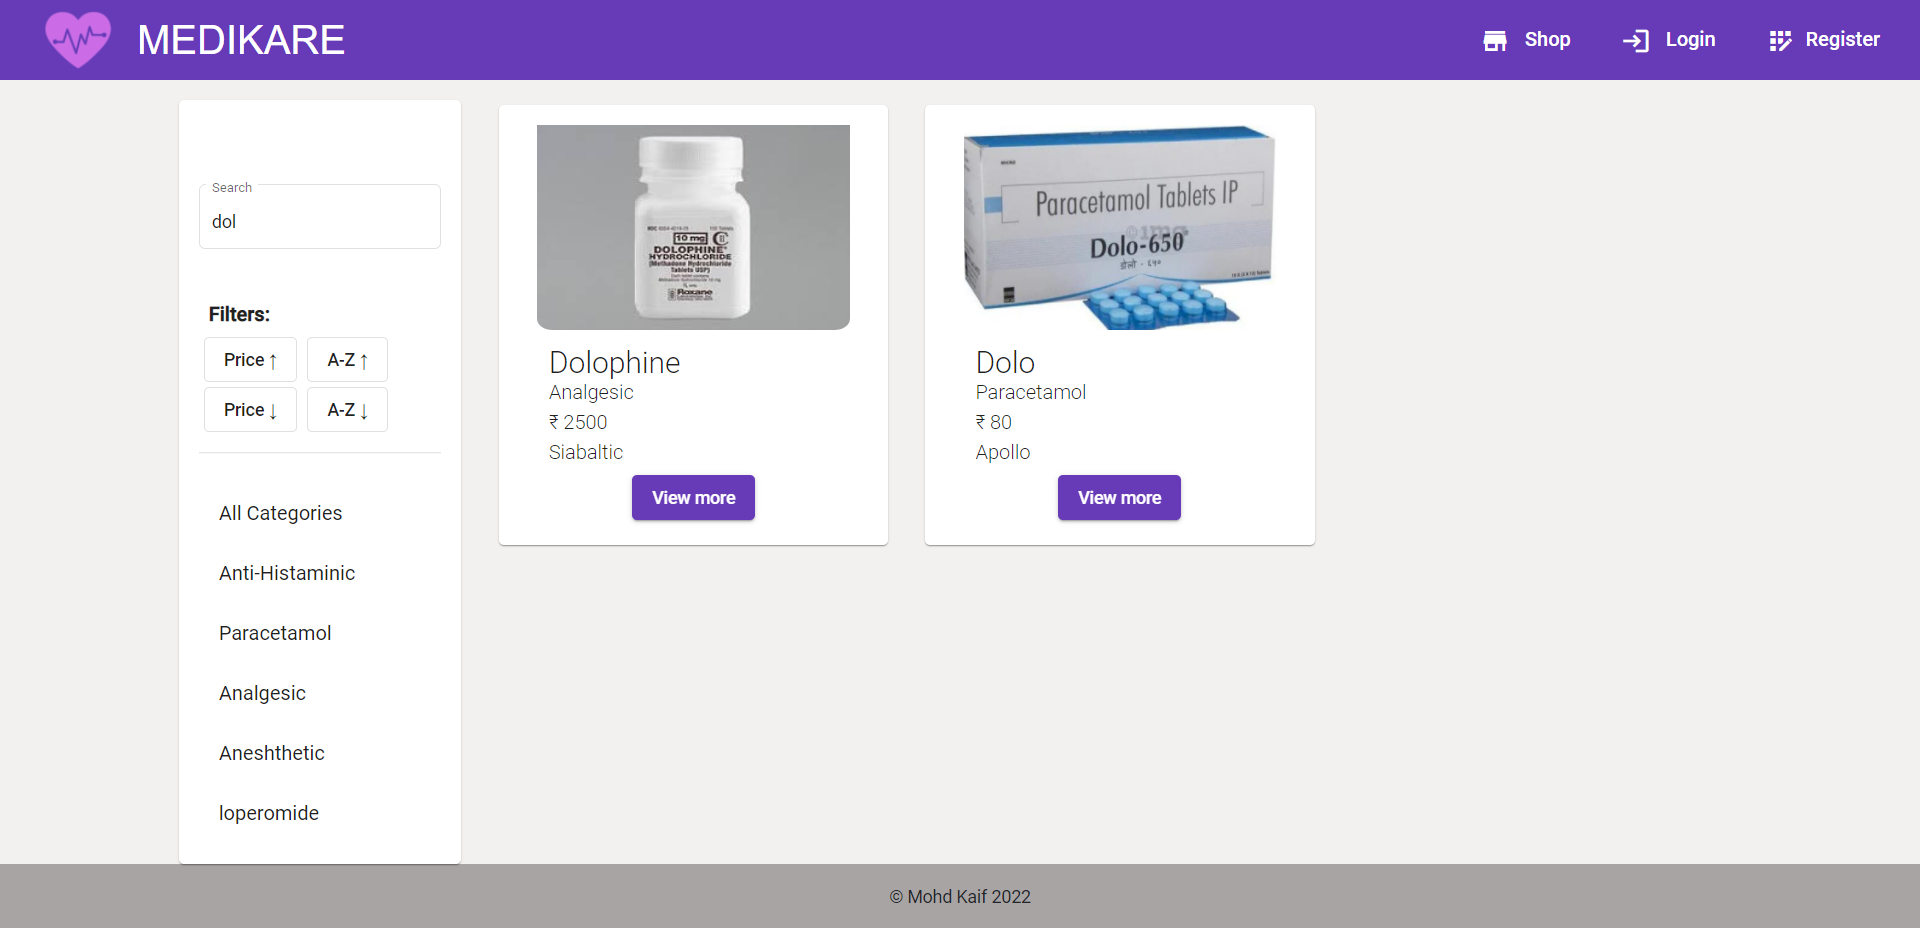 MEDIKARE
Shop
Login
Register
Search
dol
Filters:
Price ↑
A-Z ↑
Price ↓
A-Z ↓
All Categories
Anti-Histaminic
Paracetamol
Analgesic
Aneshthetic
loperomide
10 mg
DOLOPHINE
HYDROCHLORIDE
(Methadone Hydrochloride
Tablets USP)
Roxane
Dolophine
Analgesic
₹ 2500
Siabaltic
View more
MICRO
Paracetamol Tablets IP
Dolo-650
डोलो - ६५०
Dolo
Paracetamol
₹ 80
Apollo
View more
© Mohd Kaif 2022